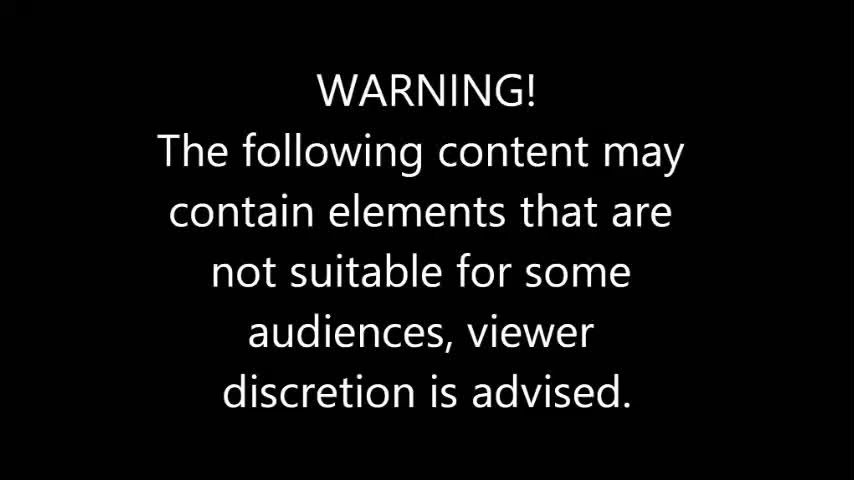 WARNING!
The following content may
contain elements that are
not suitable for some
audiences, viewer
discretion is advised.